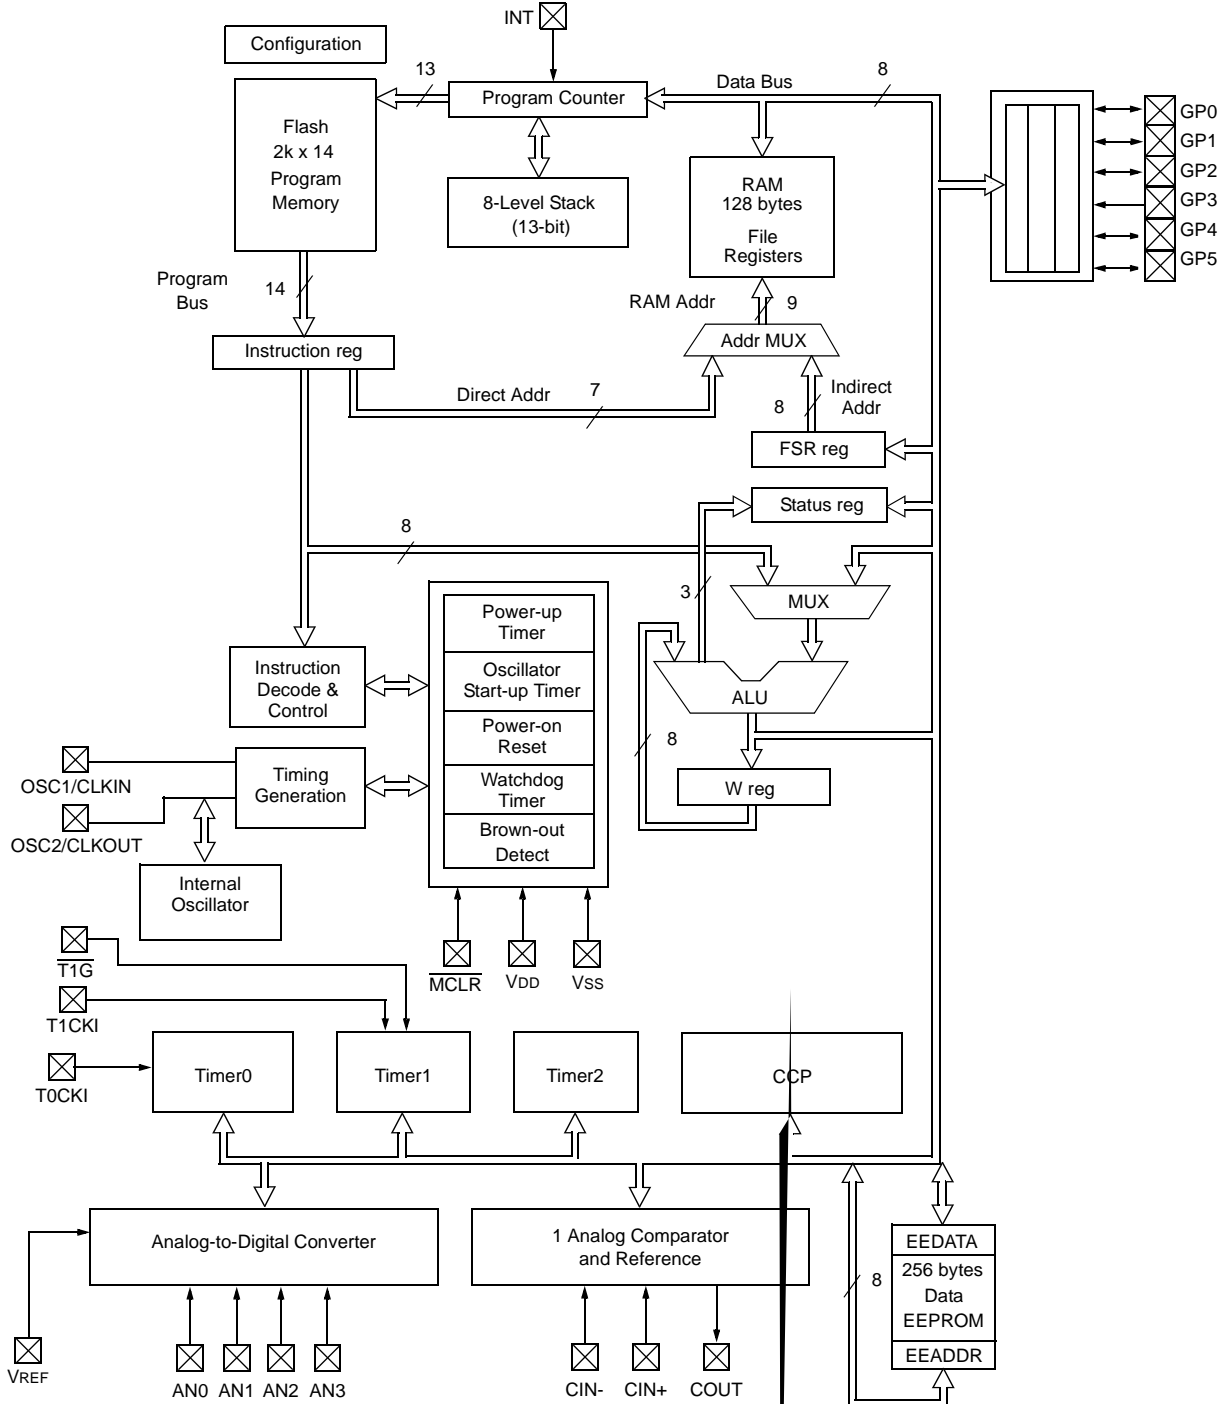 INT
Configuration
13
Program Counter
Data Bus
8
Flash
2k x 14
Program
Memory
8-Level Stack
(13-bit)
RAM
128 bytes
File
Registers
GP0
GP1
GP2
GP3
GP4
GP5
Program
Bus
14
RAM Addr
9
Addr MUX
Instruction reg
Direct Addr
7
8
Indirect
Addr
FSR reg
Status reg
8
3
MUX
Power-up
Timer
Instruction
Decode &
Control
Oscillator
Start-up Timer
ALU
Power-on
Reset
8
OSC1/CLKIN
Timing
Generation
Watchdog
Timer
W reg
OSC2/CLKOUT
Brown-out
Detect
Internal
Oscillator
T1G
MCLR
VDD
VSS
T1CKI
T0CKI
Timer0
Timer1
Timer2
CCP
Analog-to-Digital Converter
1 Analog Comparator
and Reference
EEDATA
256 bytes
Data
EEPROM
EEADDR
8
VREF
AN0
AN1
AN2
AN3
CIN-
CIN+
COUT